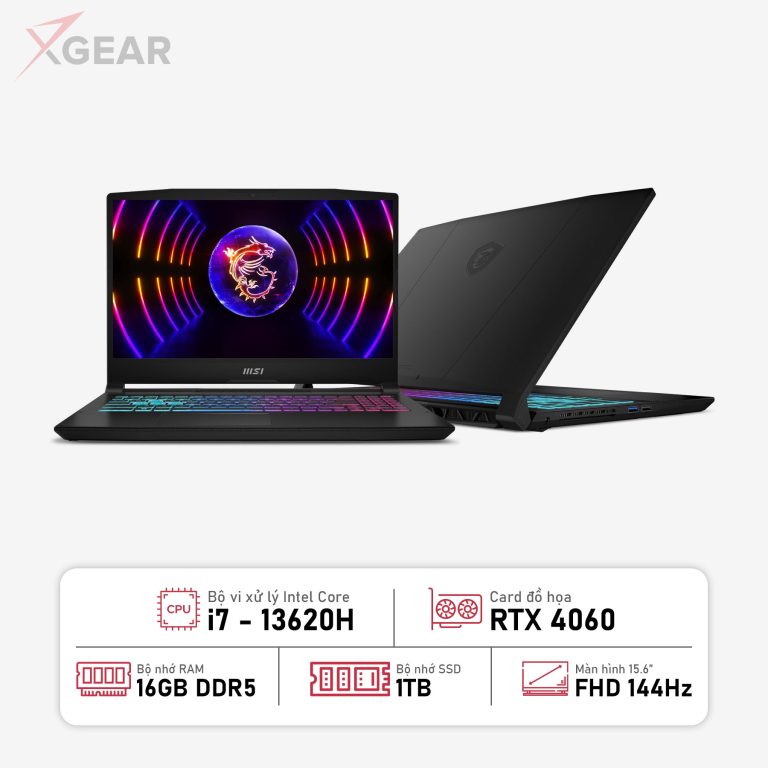 XGEAR
msi
CPU
Bộ vi xử lý Intel Core
i7 - 13620H
Card đồ họa
RTX 4060
Bộ nhớ RAM
16GB DDR5
Bộ nhớ SSD
1TB
Màn hình 15.6"
FHD 144Hz